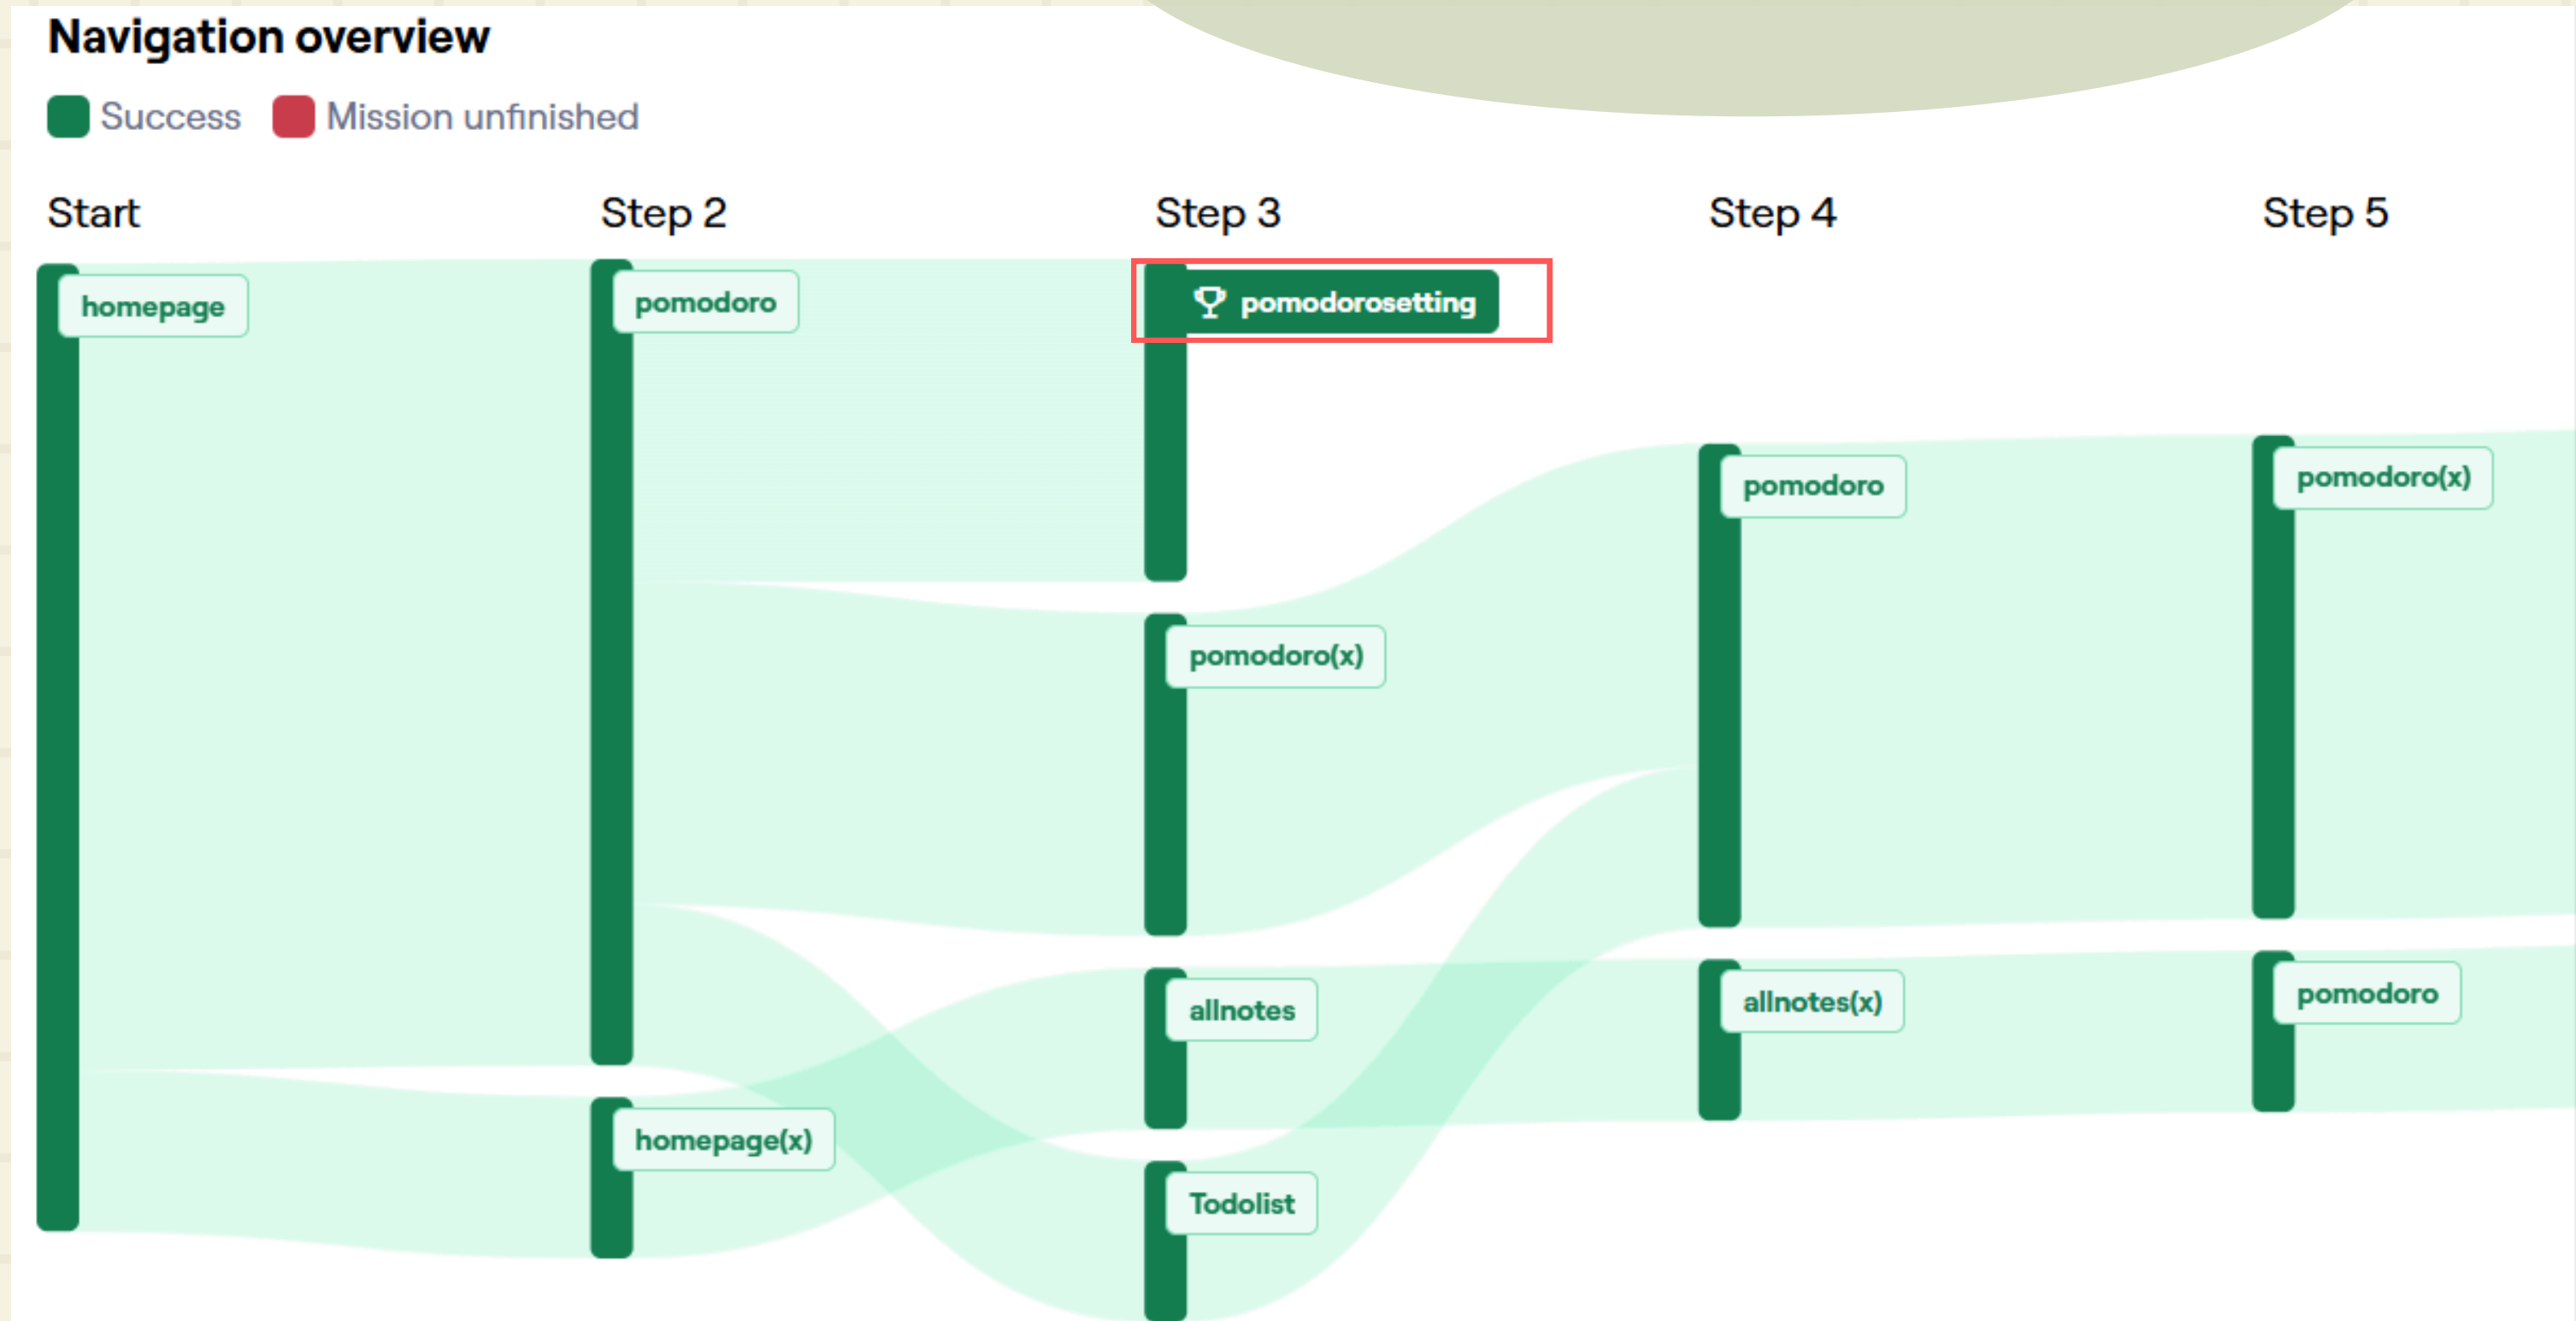 Navigation overview
Success Mission unfinished
Start Step 2 Step 3 Step 4 Step 5
homepage pomodoro pomodorosetting
pomodoro pomodoro(x)
pomodoro(x)
allnotes allnotes(x) pomodoro
homepage(x)
Todolist